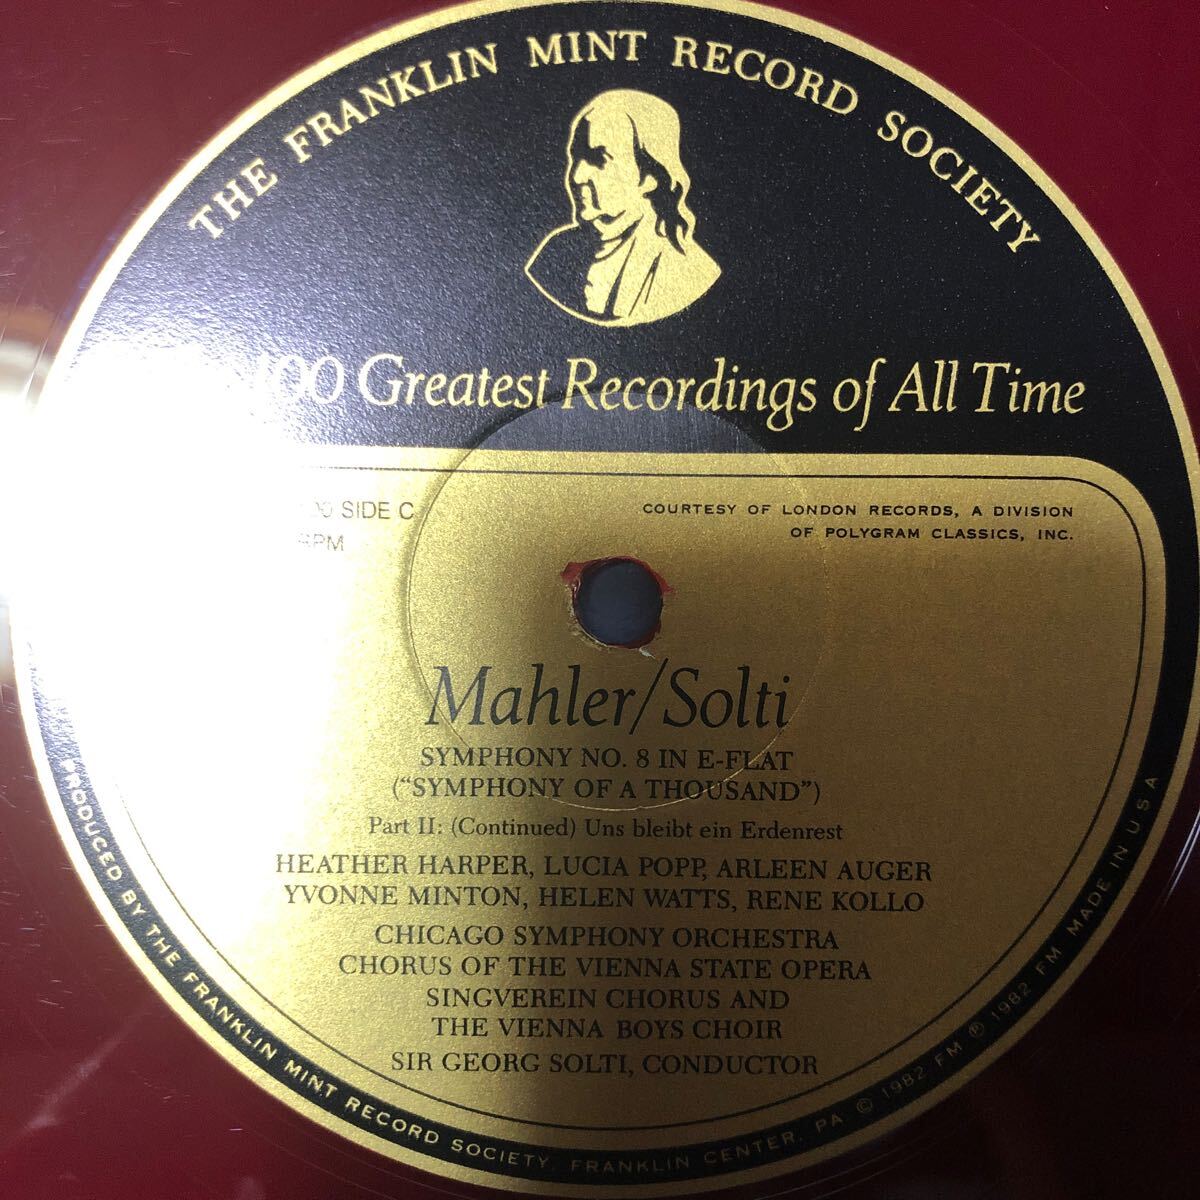 THE FRANKLIN MINT RECORD SOCIETY
100 Greatest Recordings of All Time
SIDE C
RPM
COURTESY OF LONDON RECORDS, A DIVISION
OF POLYGRAM CLASSICS, INC.
Mahler/Solti
SYMPHONY NO. 8 IN E-FLAT
("SYMPHONY OF A THOUSAND")
Part II: (Continued) Uns bleibt ein Erdenrest
HEATHER HARPER, LUCIA POPP, ARLEEN AUGER
YVONNE MINTON, HELEN WATTS, RENE KOLLO
CHICAGO SYMPHONY ORCHESTRA
CHORUS OF THE VIENNA STATE OPERA
SINGVEREIN CHORUS AND
THE VIENNA BOYS CHOIR
SIR GEORG SOLTI, CONDUCTOR
PRODUCED BY THE FRANKLIN MINT RECORD SOCIETY, FRANKLIN CENTER, PA © 1982 FM ℗ 1982 FM MADE IN U S A